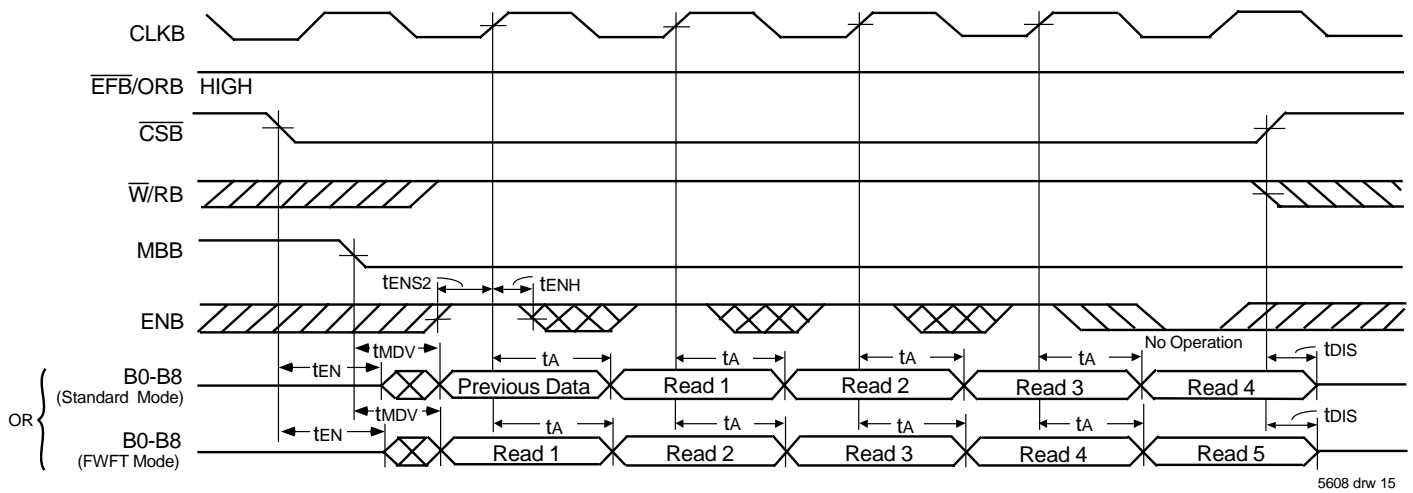 CLKB
EFB/ORB HIGH
CSB
W/RB
MBB
tENS2 tENH
ENB
No Operation
tMDV tA tA tA tA tDIS
tEN
B0-B8
(Standard Mode)
Previous Data Read 1 Read 2 Read 3 Read 4
OR
tMDV tA tA tA tA tDIS
tEN
B0-B8
(FWFT Mode)
Read 1 Read 2 Read 3 Read 4 Read 5
5608 drw 15